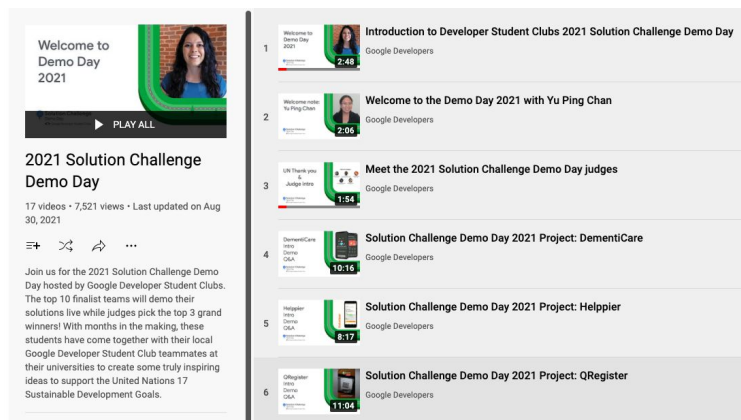 Welcome to
Demo Day
2021
PLAY ALL
2021 Solution Challenge
Demo Day
17 videos • 7,521 views • Last updated on Aug
30, 2021
Join us for the 2021 Solution Challenge Demo
Day hosted by Google Developer Student Clubs.
The top 10 finalist teams will demo their
solutions live while judges pick the top 3 grand
winners! With months in the making, these
students have come together with their local
Google Developer Student Club teammates at
their universities to create some truly inspiring
ideas to support the United Nations 17
Sustainable Development Goals.
1
Welcome to
Demo Day
2021
2:48
Introduction to Developer Student Clubs 2021 Solution Challenge Demo Day
Google Developers
2
Welcome note:
Yu Ping Chan
2:06
Welcome to the Demo Day 2021 with Yu Ping Chan
Google Developers
3
UN Thank you
&
Judge Intro
1:54
Meet the 2021 Solution Challenge Demo Day judges
Google Developers
4
DementiCare
Intro
Demo
Q&A
10:16
Solution Challenge Demo Day 2021 Project: DementiCare
Google Developers
5
Helppier
Intro
Demo
Q&A
8:17
Solution Challenge Demo Day 2021 Project: Helppier
Google Developers
6
QRegister
Intro
Demo
Q&A
11:04
Solution Challenge Demo Day 2021 Project: QRegister
Google Developers